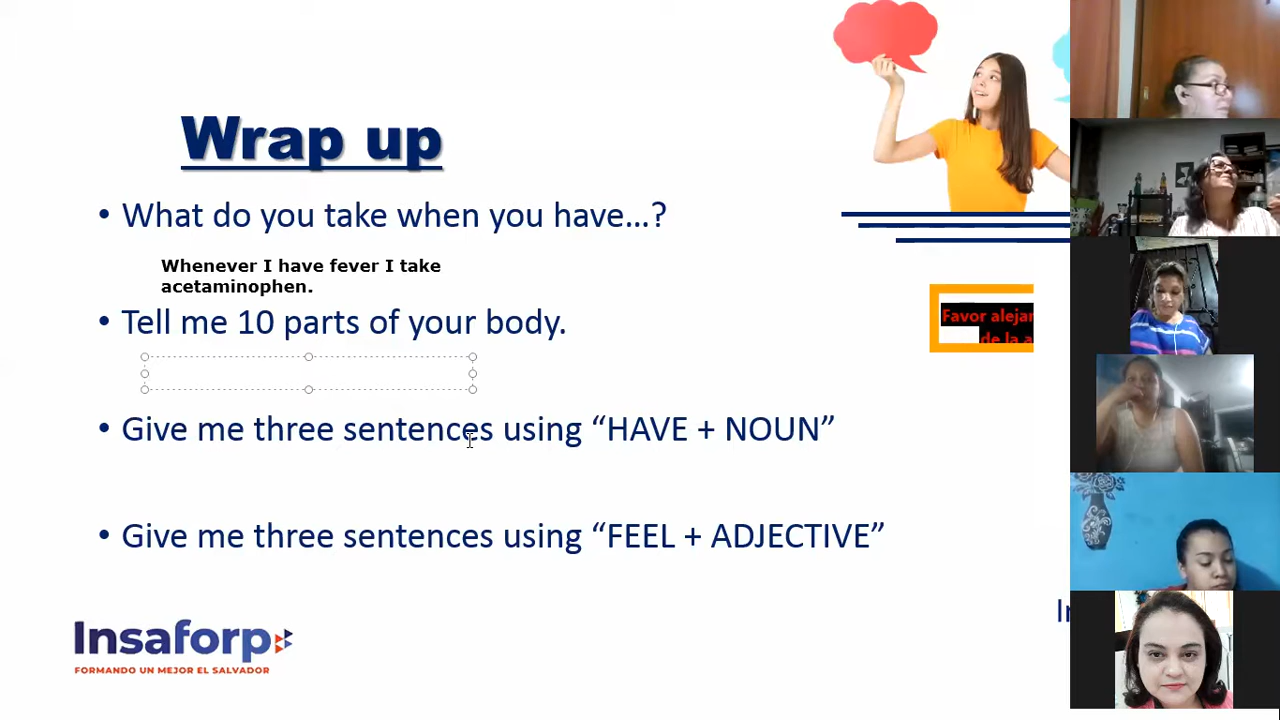 Wrap up
• What do you take when you have...?
Whenever I have fever I take
acetaminophen.
• Tell me 10 parts of your body.
Favor alejar
de la a
• Give me three sentences using “HAVE + NOUN”
• Give me three sentences using “FEEL + ADJECTIVE”
Insaforp
FORMANDO UN MEJOR EL SALVADOR